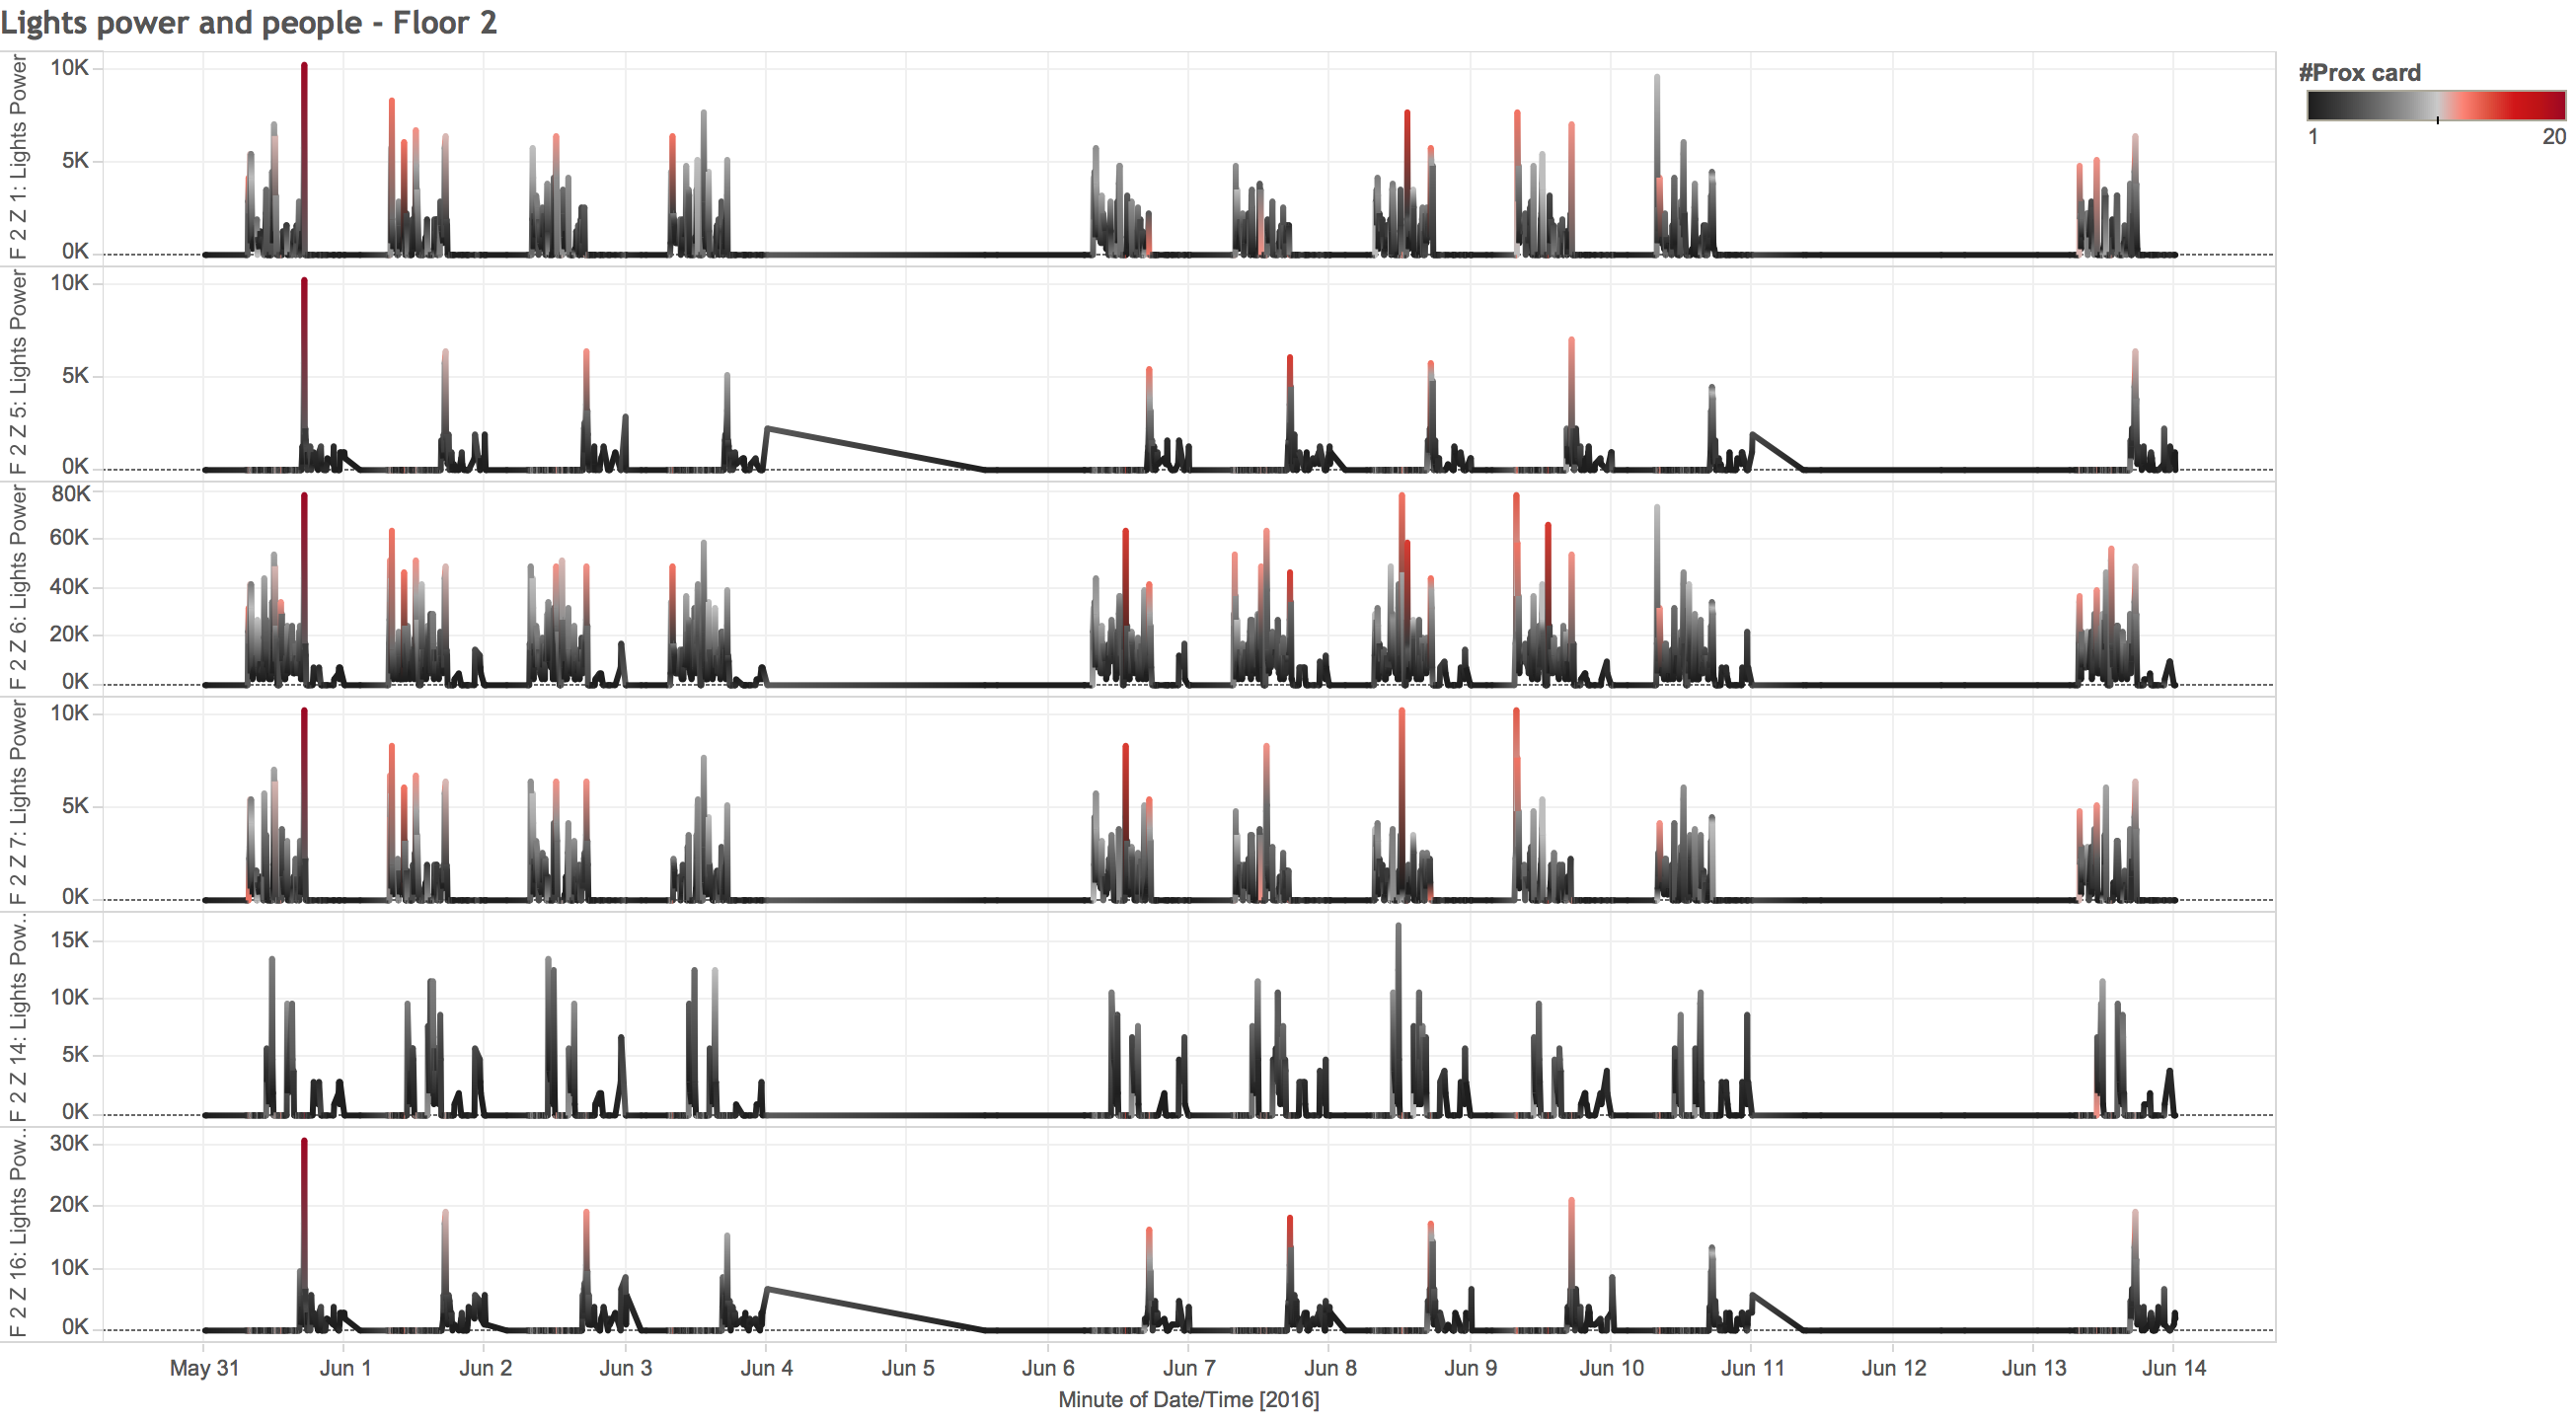 Lights power and people - Floor 2
#Prox card
1 20
F 2 Z 1: Lights Power
10K
5K
0K
F 2 Z 5: Lights Power
10K
5K
0K
F 2 Z 6: Lights Power
80K
60K
40K
20K
0K
F 2 Z 7: Lights Power
10K
5K
0K
F 2 Z 14: Lights Pow..
15K
10K
5K
0K
F 2 Z 16: Lights Pow..
30K
20K
10K
0K
May 31 Jun 1 Jun 2 Jun 3 Jun 4 Jun 5 Jun 6 Jun 7 Jun 8 Jun 9 Jun 10 Jun 11 Jun 12 Jun 13 Jun 14
Minute of Date/Time [2016]